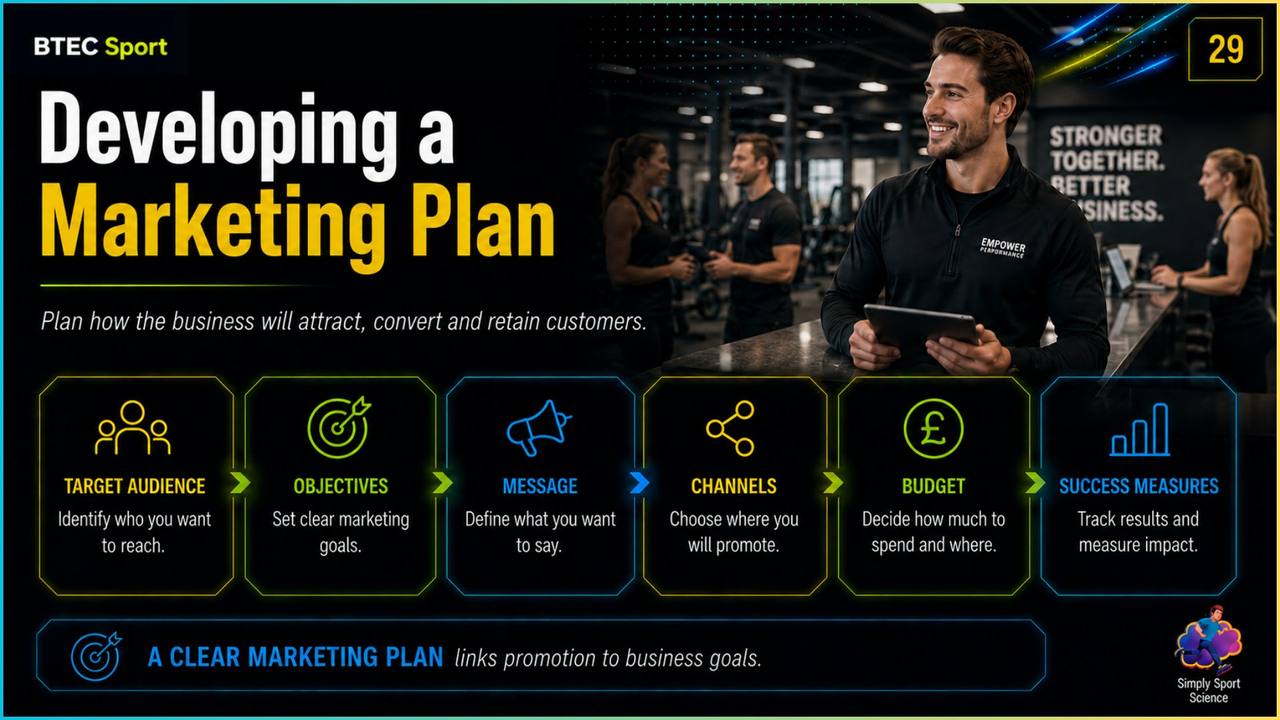 BTEC Sport
29
Developing a
Marketing Plan
Plan how the business will attract, convert and retain customers.
STRONGER
TOGETHER.
BETTER
EMPOWER
PERFORMANCE
TARGET AUDIENCE
Identify who you want
to reach.
OBJECTIVES
Set clear marketing
goals.
MESSAGE
Define what you want
to say.
CHANNELS
Choose where you
will promote.
£
BUDGET
Decide how much to
spend and where.
SUCCESS MEASURES
Track results and
measure impact.
A CLEAR MARKETING PLAN links promotion to business goals.
Simply Sport
Science